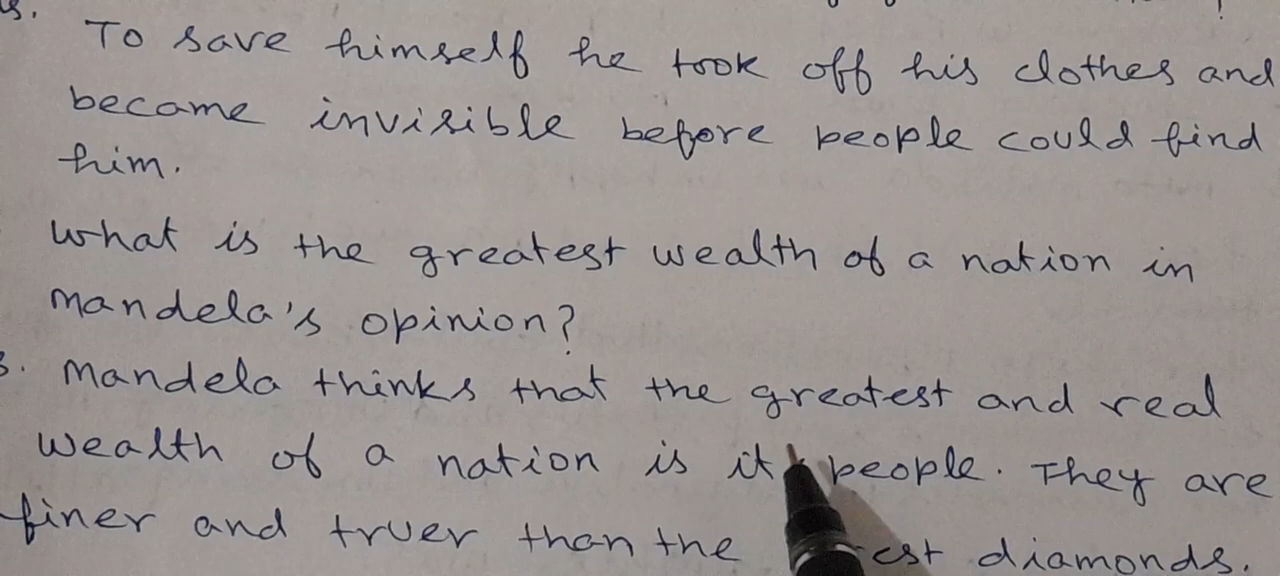 s.
To save himself he took off his clothes and
became invisible before people could find
him.
What is the greatest wealth of a nation in
Mandela's opinion?
s. Mandela thinks that the greatest and real
wealth of a nation is people. They are
finer and truer than the diamonds.